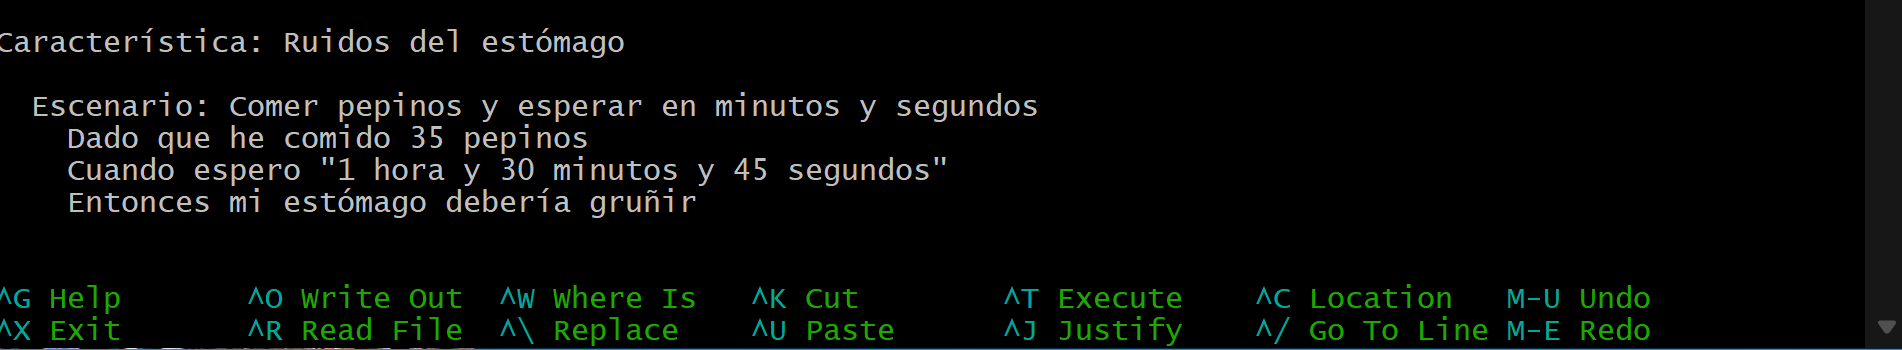 Característica: Ruidos del estómago
Escenario: Comer pepinos y esperar en minutos y segundos
Dado que he comido 35 pepinos
Cuando espero "1 hora y 30 minutos y 45 segundos"
Entonces mi estómago debería gruñir
^G Help ^O Write Out ^W Where Is ^K Cut ^T Execute ^C Location M-U Undo
^X Exit ^R Read File ^\ Replace ^U Paste ^J Justify ^/ Go To Line M-E Redo